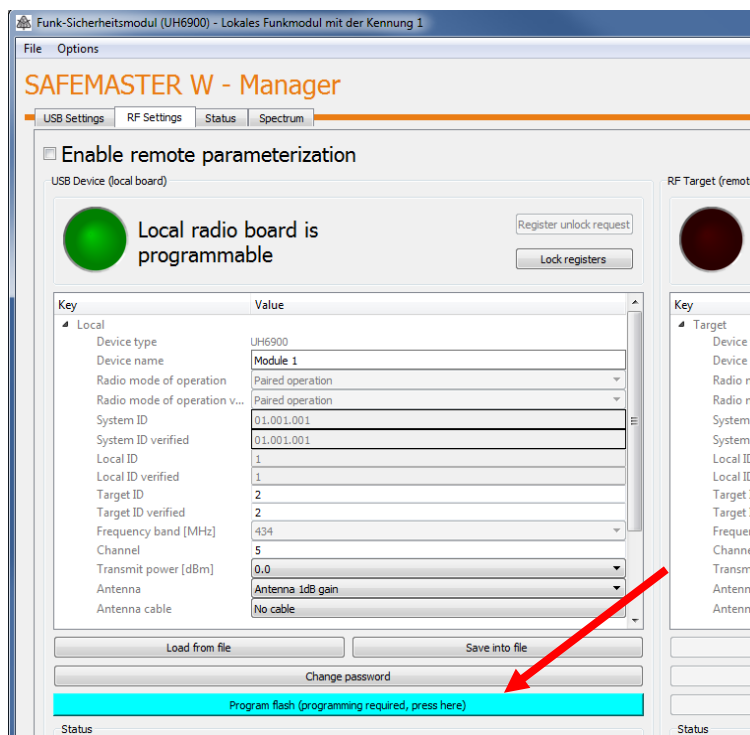 Funk-Sicherheitsmodul (UH6900) - Lokales Funkmodul mit der Kennung 1
File Options
SAFEMASTER W - Manager
USB Settings RF Settings Status Spectrum
Enable remote parameterization
USB Device (local board) RF Target (remot
Local radio board is
programmable
Register unlock request
Lock registers
Key Value Key
Local Target
Device type UH6900 Device
Device name Module 1 Device
Radio mode of operation Paired operation Radio m
Radio mode of operation v... Paired operation Radio m
System ID 01.001.001 System
System ID verified 01.001.001 System
Local ID 1 Local ID
Local ID verified 1 Local ID
Target ID 2 Target
Target ID verified 2 Target
Frequency band [MHz] 434 Frequer
Channel 5 Channe
Transmit power [dBm] 0.0 Transm
Antenna Antenna 1dB gain Antenn
Antenna cable No cable Antenn
Load from file Save into file
Change password
Program flash (programming required, press here)
Status Status